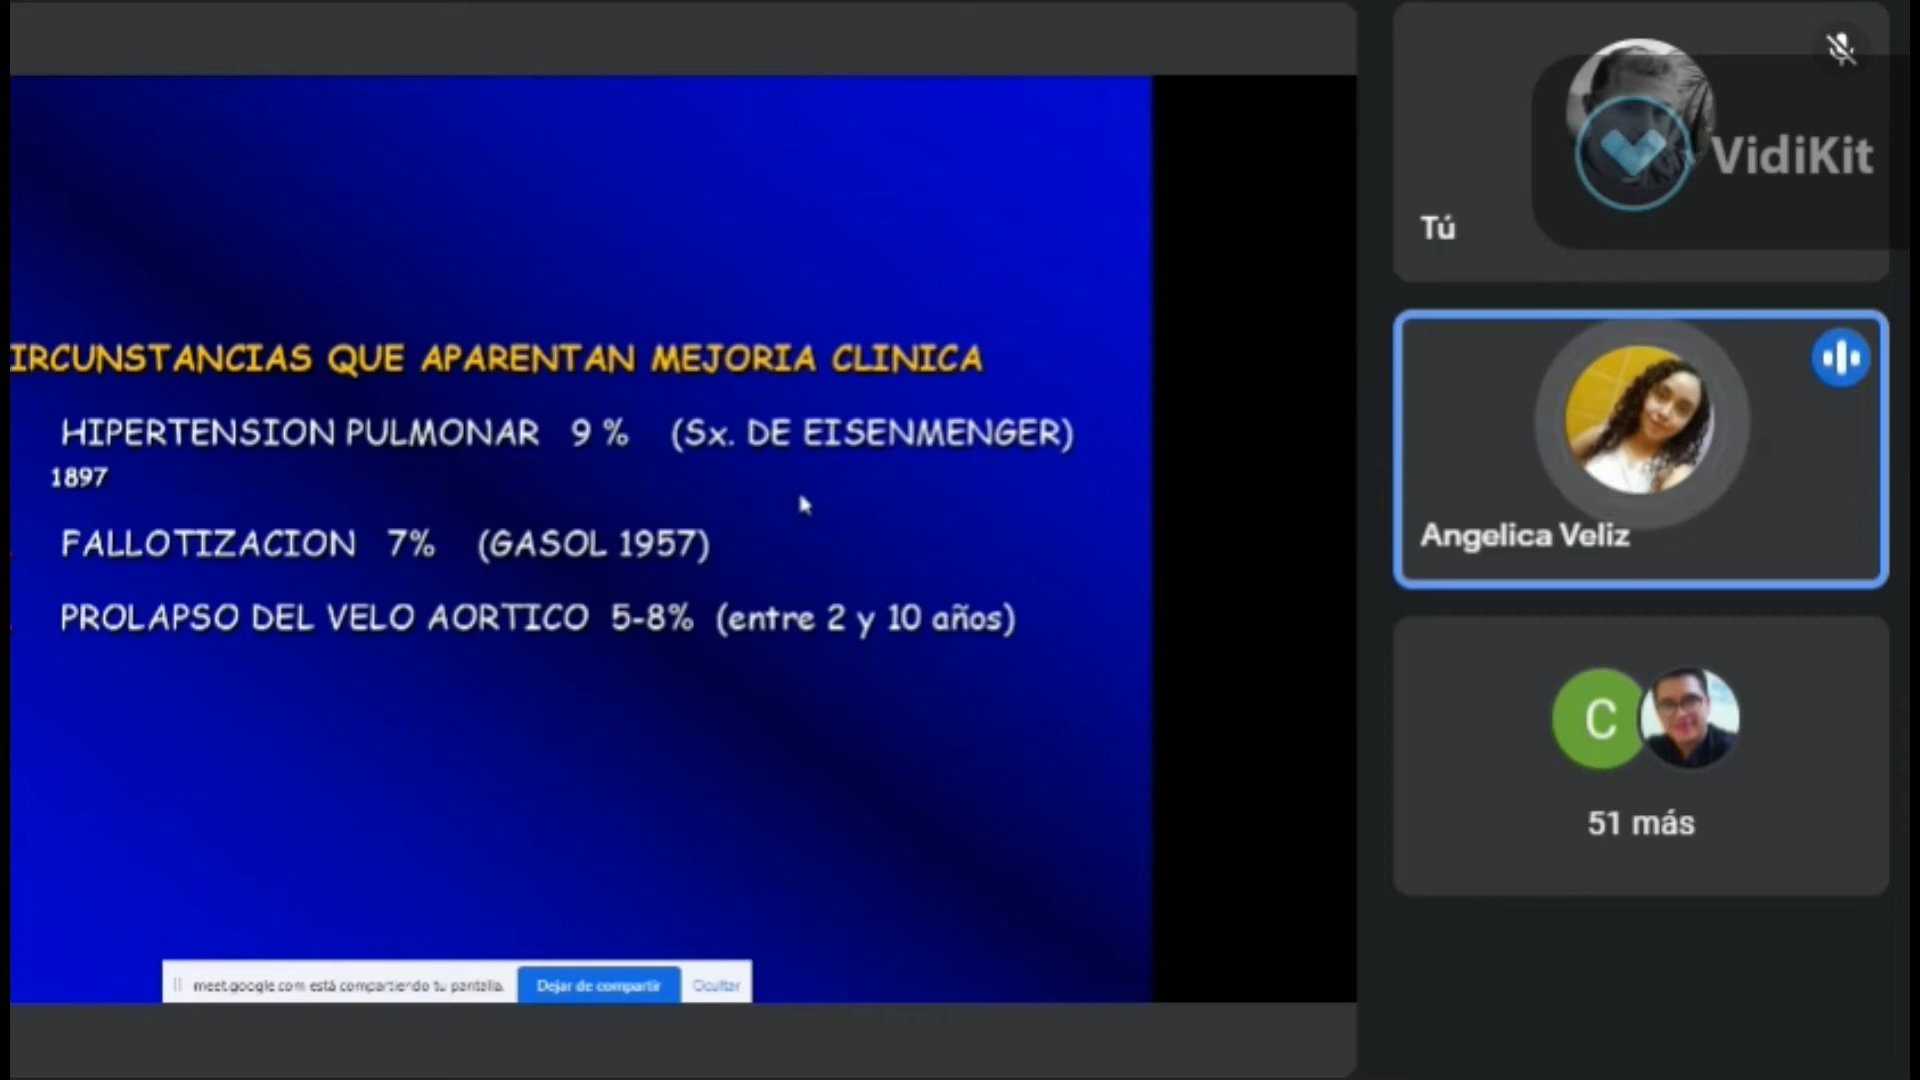 IRCUNSTANCIAS QUE APARENTAN MEJORIA CLINICA
HIPERTENSION PULMONAR 9 % (Sx. DE EISENMENGER)
1897
FALLOTIZACION 7% (GASOL 1957)
PROLAPSO DEL VELO AORTICO 5-8% (entre 2 y 10 años)
meet.google.com está compartiendo tu pantalla.
Dejar de compartir
Ocultar
VidiKit
Tú
Angelica Veliz
C
51 más